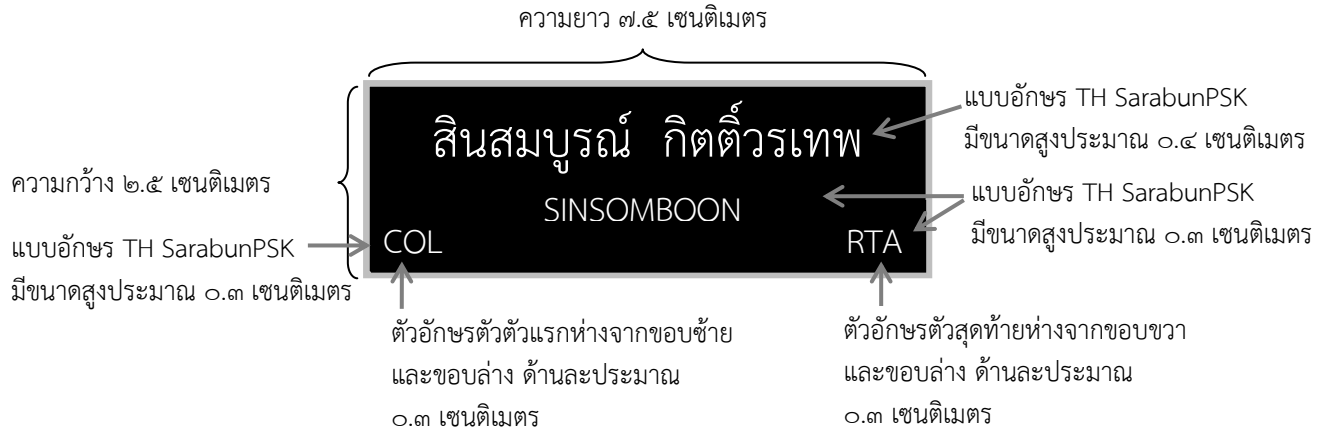 ความยาว ๗.๕ เซนติเมตร
แบบอักษร TH SarabunPSK
มีขนาดสูงประมาณ ๐.๔ เซนติเมตร
สินสมบูรณ์ กิตติ์วรเทพ
ความกว้าง ๒.๕ เซนติเมตร
แบบอักษร TH SarabunPSK
มีขนาดสูงประมาณ ๐.๓ เซนติเมตร
SINSOMBOON
COL
RTA
แบบอักษร TH SarabunPSK
มีขนาดสูงประมาณ ๐.๓ เซนติเมตร
ตัวอักษรตัวตัวแรกห่างจากขอบซ้าย
และขอบล่าง ด้านละประมาณ
๐.๓ เซนติเมตร
ตัวอักษรตัวสุดท้ายห่างจากขอบขวา
และขอบล่าง ด้านละประมาณ
๐.๓ เซนติเมตร